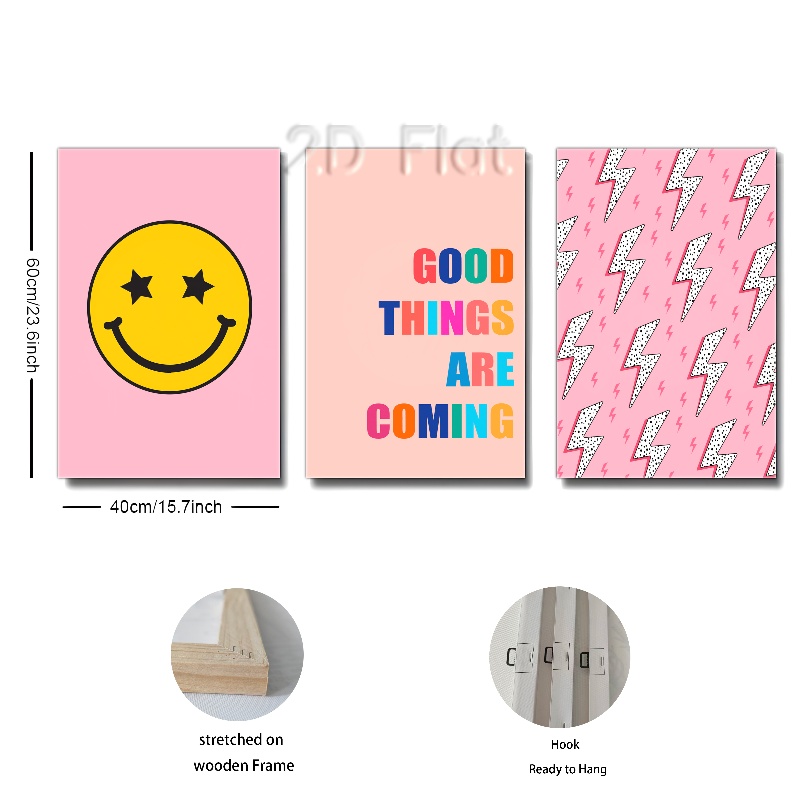 2D Flat
60cm/23.6inch
GOOD
THINGS
ARE
COMING
40cm/15.7inch
stretched on
wooden Frame
Hook
Ready to Hang